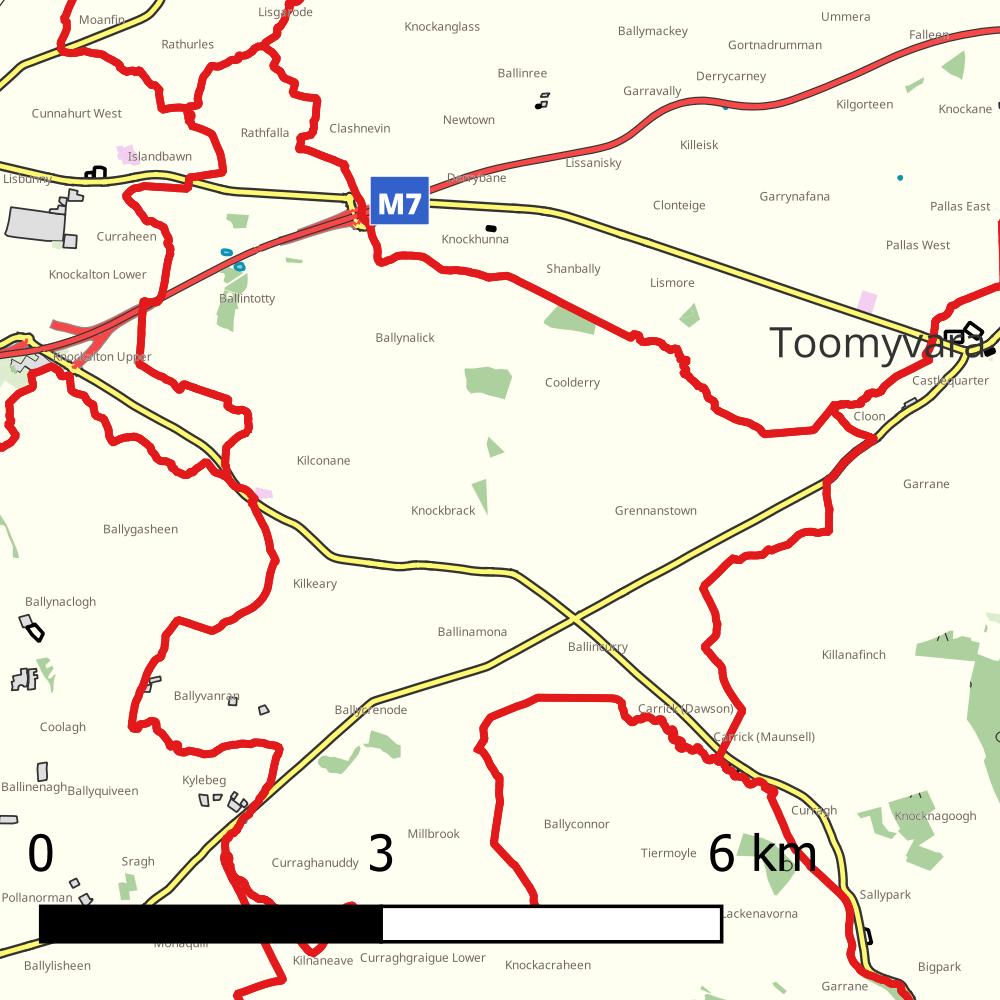 Lisgarode
Moanfin
Ummera
Knockanglass
Ballymackey
Falleen
Rathurles
Gortnadrumman
Ballinree
Derrycarney
Garravally
Kilgorteen
Knockane
Cunnahurt West
Newtown
Rathfalla
Clashnevin
Killeisk
Islandbawn
Lissanisky
Lisbunny
Derrybane
M7
Garrynafana
Clonteige
Pallas East
Curraheen
Knockhunna
Pallas West
Shanbally
Knockalton Lower
Lismore
Ballintotty
Ballynalick
Toomyvara
Knockalton Upper
Coolderry
Castlequarter
Cloon
Kilconane
Garrane
Knockbrack
Grennanstown
Ballygasheen
Kilkeary
Ballynaclogh
Ballinamona
Ballincurry
Killanafinch
Ballyvanran
Ballycrenode
Carrick (Dawson)
Coolagh
Carrick (Maunsell)
Kylebeg
Ballinenagh
Ballyquiveen
Curragh
Knocknagoogh
Ballyconnor
Millbrook
0
3
6 km
Tiermoyle
Sragh
Curraghanuddy
Pollanorman
Sallypark
Lackenavorna
Monaquill
Curraghgraigue Lower
Kilnaneave
Ballylisheen
Knockacraheen
Bigpark
Garrane